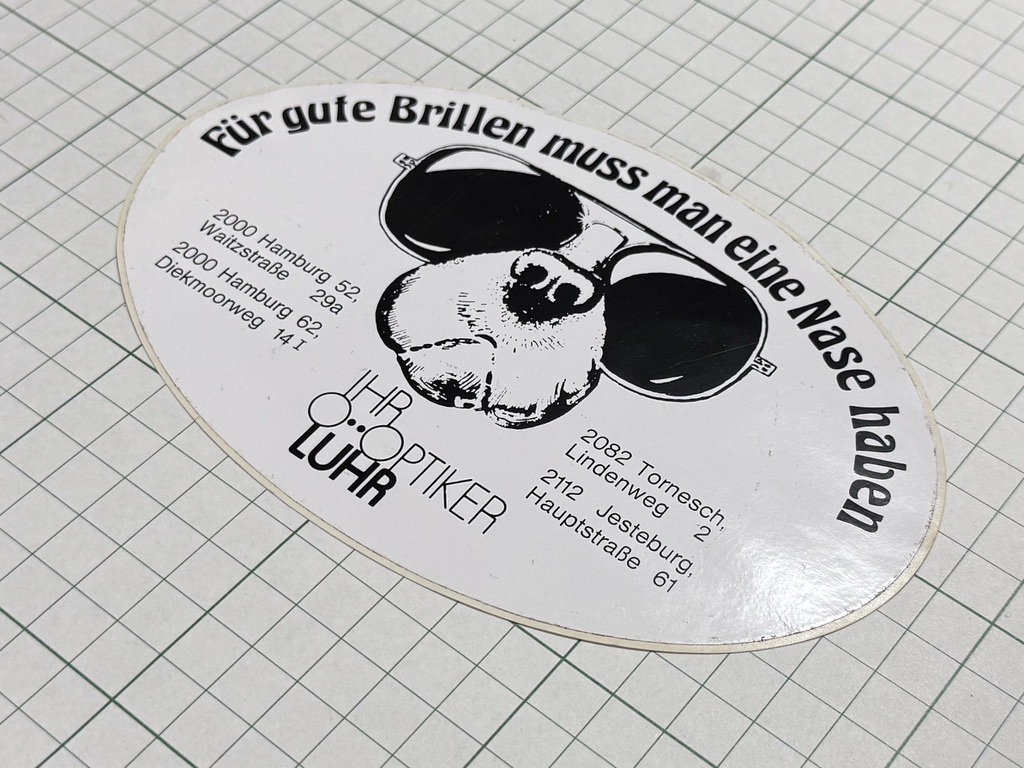 Für gute Brillen muss man eine Nase haben
2000 Hamburg 52,
Waitzstraße 29a
2000 Hamburg 62,
Diekmoorweg 14 I
IHR
OPTIKER
LÜHR
2082 Tornesch,
Lindenweg 2
2112 Jesteburg,
Hauptstraße 61